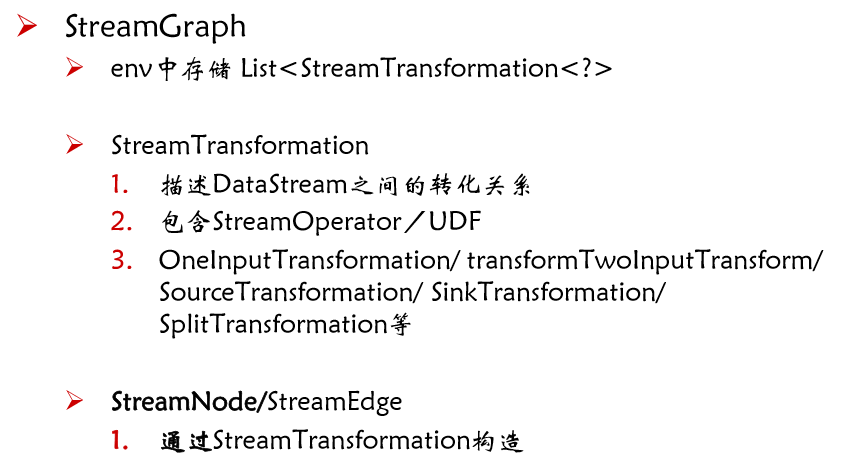 StreamGraph
env中存储 List<StreamTransformation<?>
StreamTransformation
1. 描述DataStream之间的转化关系
2. 包含StreamOperator／UDF
3. OneInputTransformation/ transformTwoInputTransform/
SourceTransformation/ SinkTransformation/
SplitTransformation等
StreamNode/StreamEdge
1. 通过StreamTransformation构造